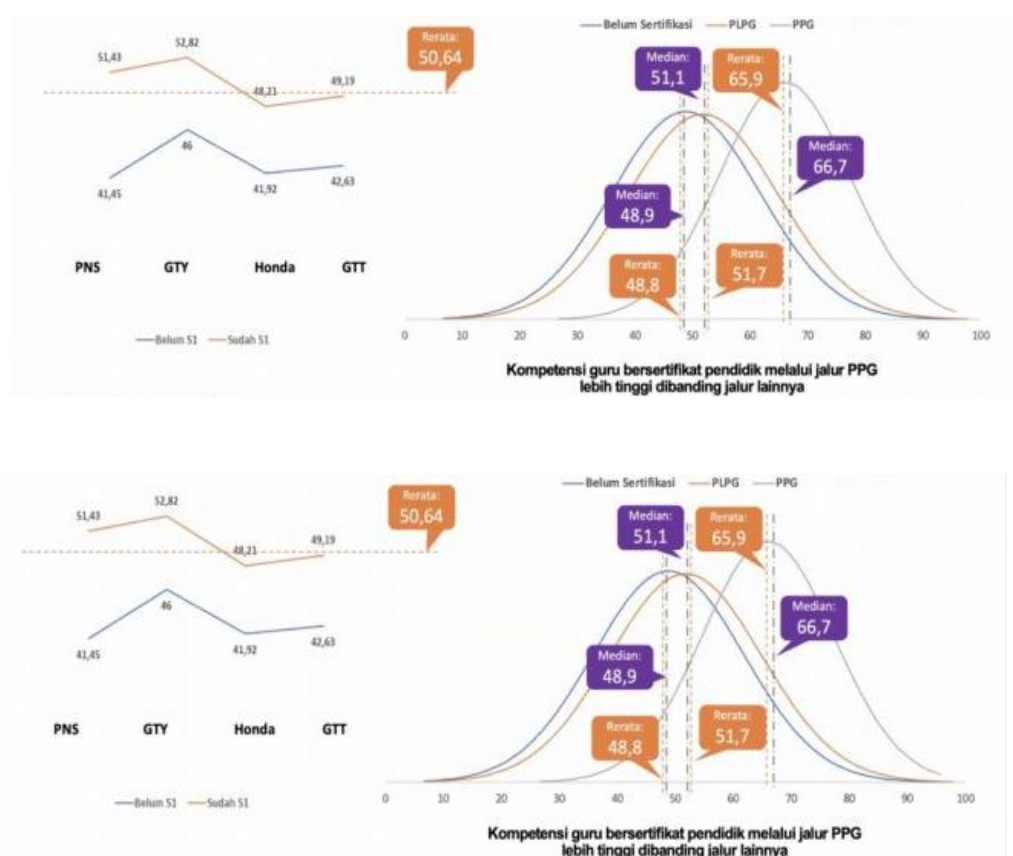 Belum Sertifikasi PLPG PPG
52,82
51,43
48,21
49,19
Rerata:
50,64
46
41,45
41,92
42,63
PNS GTY Honda GTT
Belum S1 Sudah S1
Median:
51,1
Rerata:
65,9
Median:
66,7
Median:
48,9
Rerata:
48,8
Rerata:
51,7
0 10 20 30 40 50 60 70 80 90 100
Kompetensi guru bersertifikat pendidik melalui jalur PPG
lebih tinggi dibanding jalur lainnya
Belum Sertifikasi PLPG PPG
52,82
51,43
48,21
49,19
Rerata:
50,64
46
41,45
41,92
42,63
PNS GTY Honda GTT
Belum S1 Sudah S1
Median:
51,1
Rerata:
65,9
Median:
66,7
Median:
48,9
Rerata:
48,8
Rerata:
51,7
0 10 20 30 40 50 60 70 80 90 100
Kompetensi guru bersertifikat pendidik melalui jalur PPG
lebih tinggi dibanding jalur lainnya